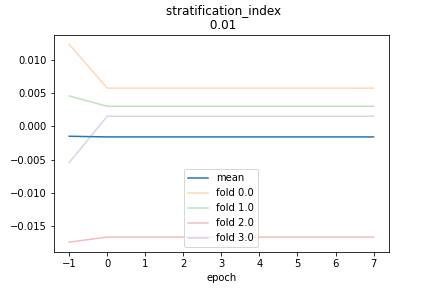 stratification_index
0.01
0.010
0.005
0.000
−0.005
−0.010
−0.015
mean
fold 0.0
fold 1.0
fold 2.0
fold 3.0
−1 0 1 2 3 4 5 6 7
epoch